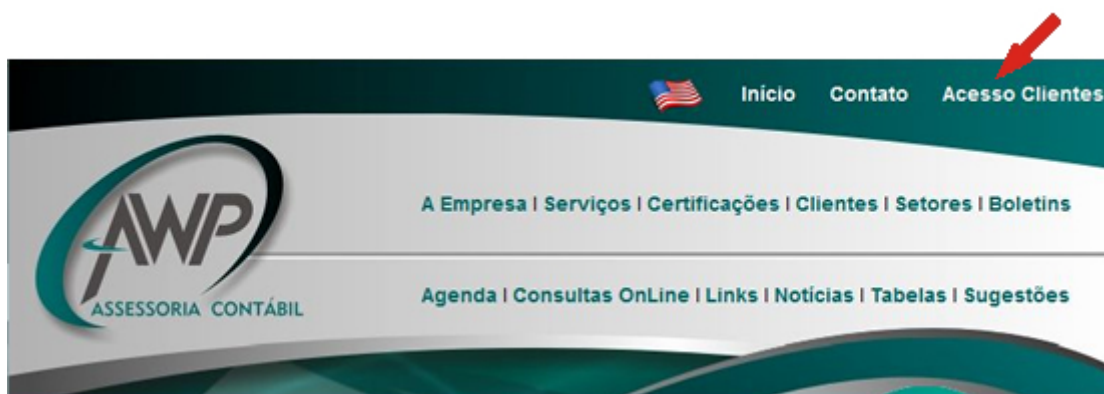 Início Contato Acesso Clientes
A Empresa I Serviços I Certificações I Clientes I Setores I Boletins
AWP
Agenda I Consultas OnLine I Links I Notícias I Tabelas I Sugestões
ASSESSORIA CONTÁBIL